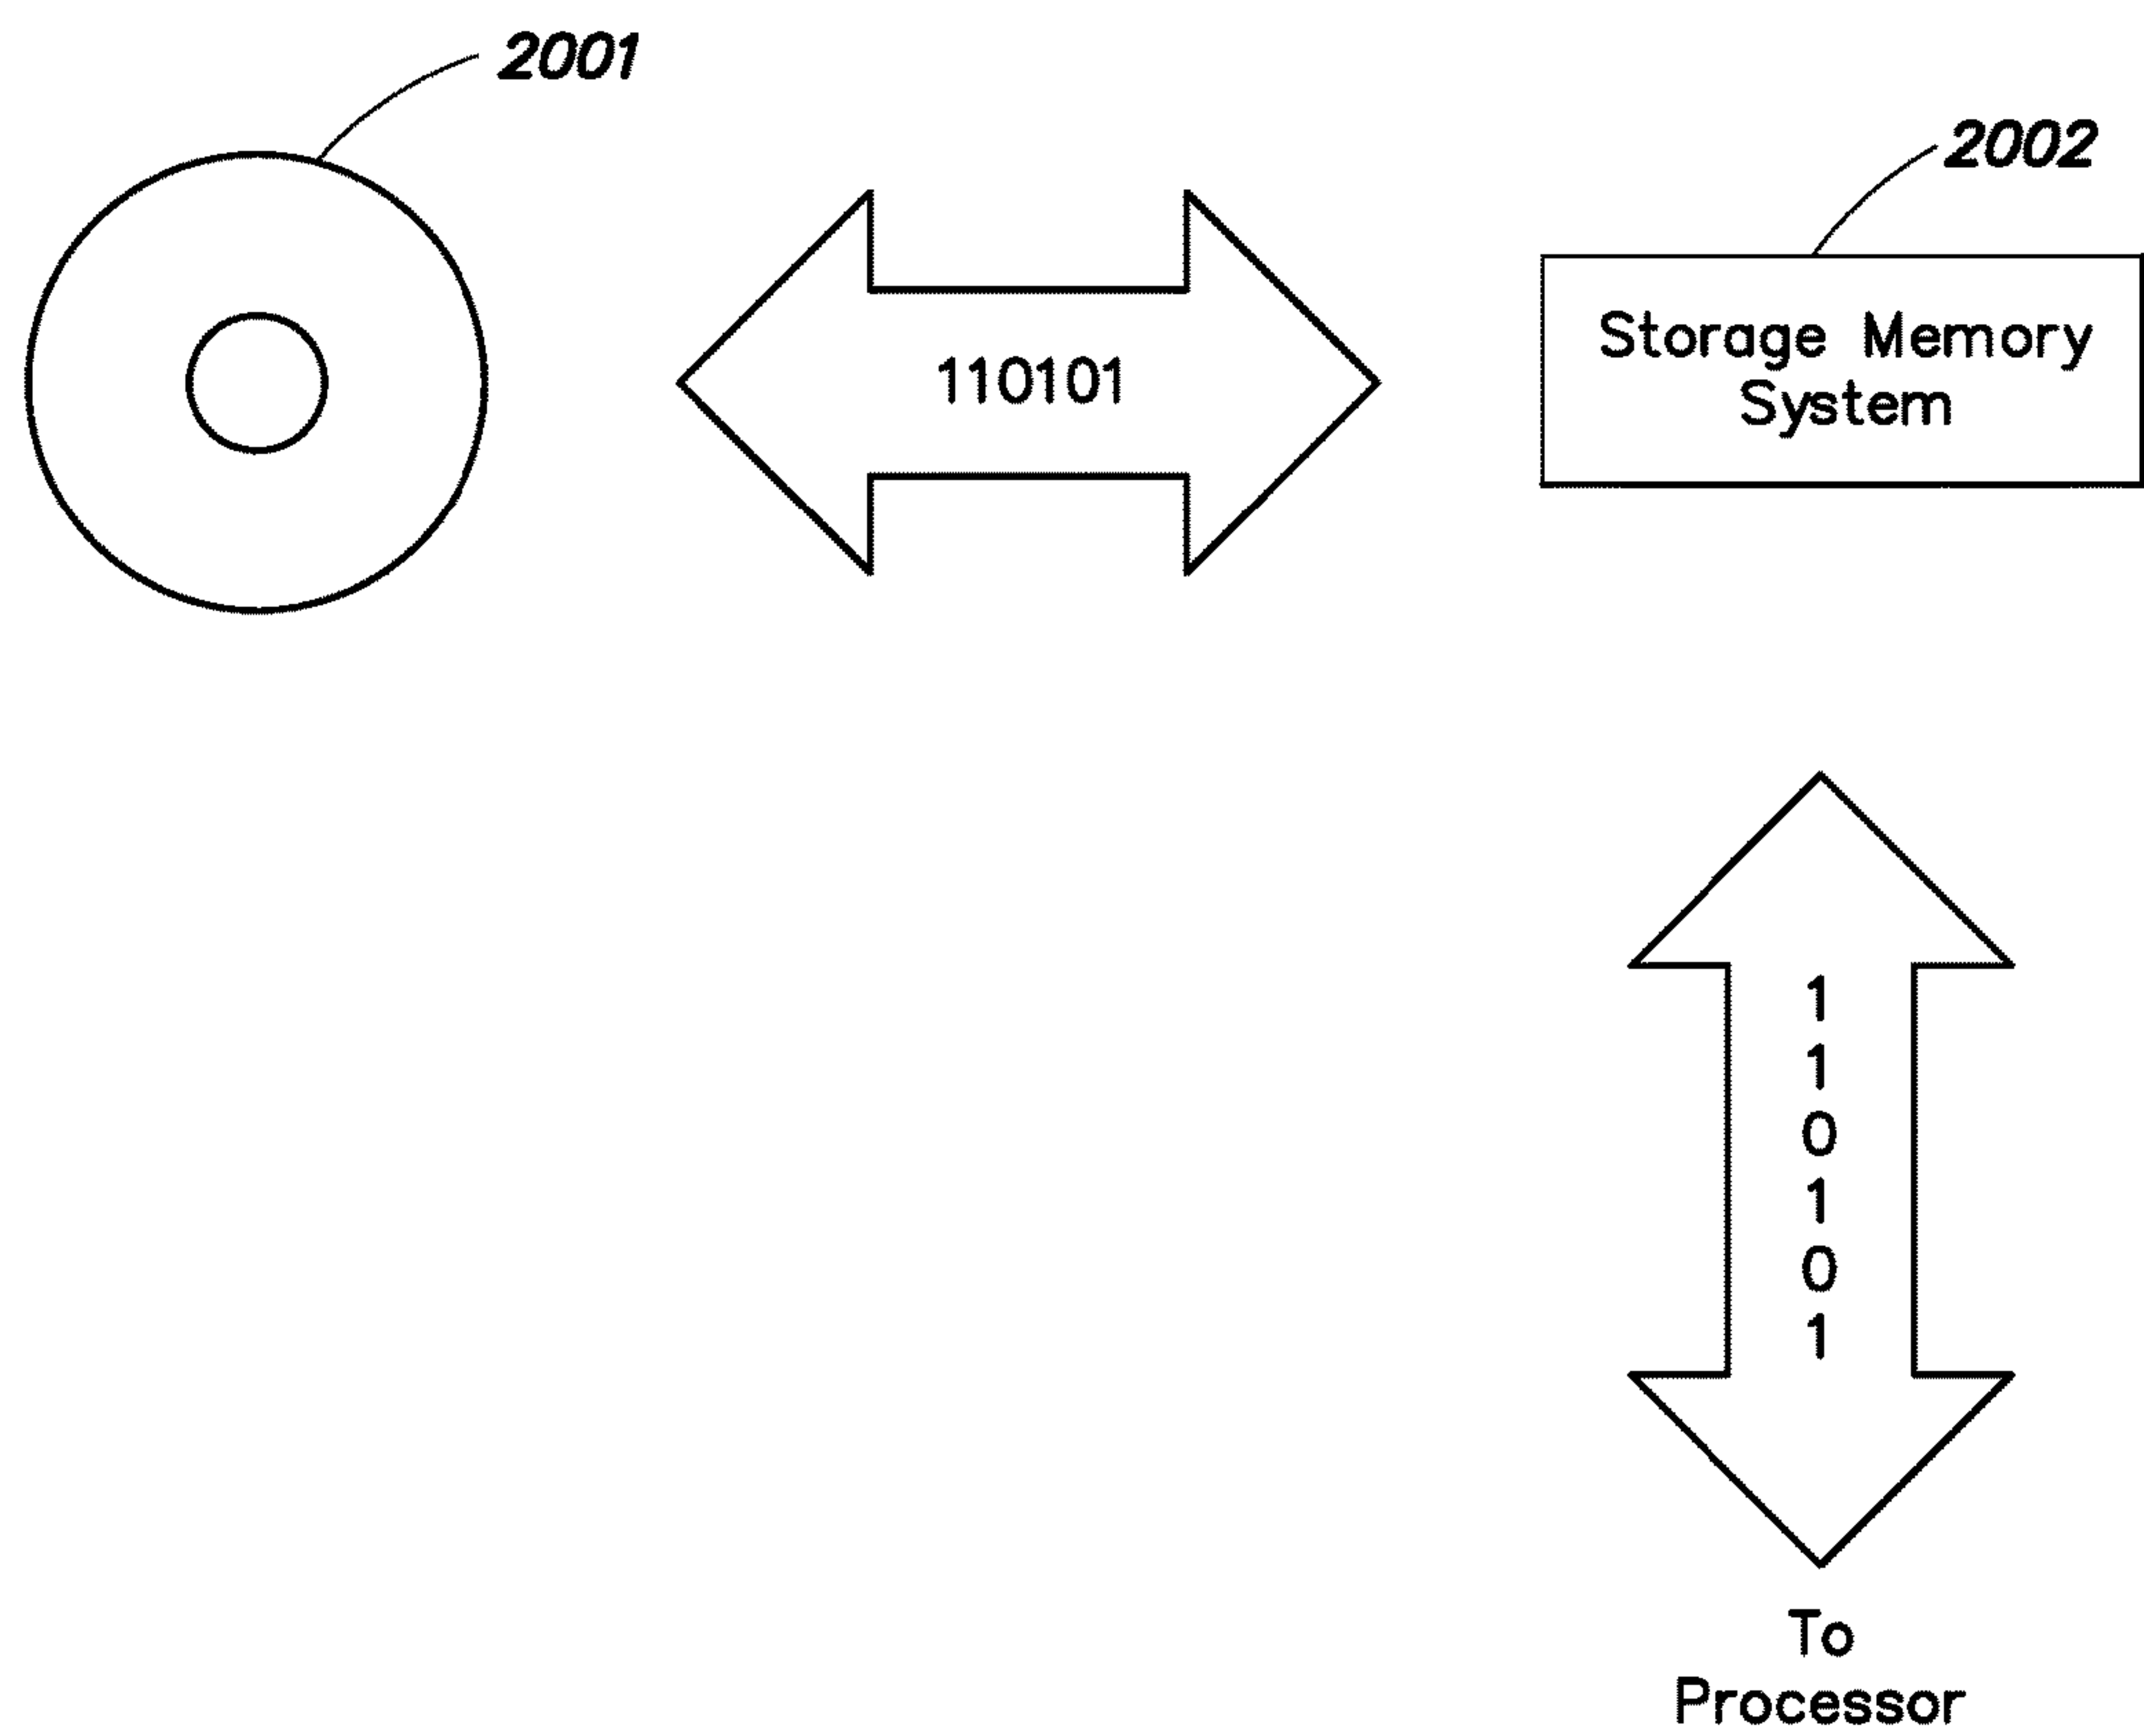 2001
2002
110101
Storage Memory
System
1
1
0
1
0
1
To
Processor